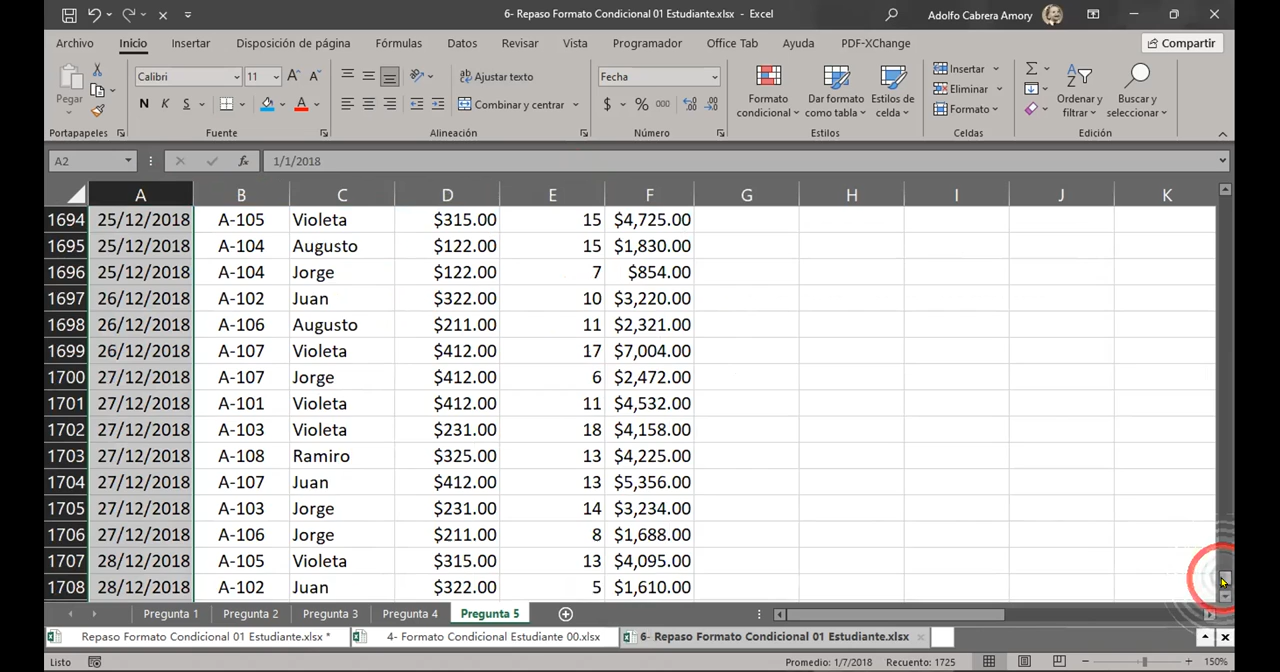 6- Repaso Formato Condicional 01 Estudiante.xlsx - Excel
Adolfo Cabrera Amory
Archivo Inicio Insertar Disposición de página Fórmulas Datos Revisar Vista Programador Office Tab Ayuda PDF-XChange
Compartir
Pegar
Calibri 11
N K S
Ajustar texto
Combinar y centrar
Fecha
$ % 000
Formato condicional
Dar formato como tabla
Estilos de celda
Insertar
Eliminar
Formato
Ordenar y filtrar
Buscar y seleccionar
Portapapeles Fuente Alineación Número Estilos Celdas Edición
A2 fx 1/1/2018
A B C D E F G H I J K
1694 25/12/2018 A-105 Violeta $315.00 15 $4,725.00
1695 25/12/2018 A-104 Augusto $122.00 15 $1,830.00
1696 25/12/2018 A-104 Jorge $122.00 7 $854.00
1697 26/12/2018 A-102 Juan $322.00 10 $3,220.00
1698 26/12/2018 A-106 Augusto $211.00 11 $2,321.00
1699 26/12/2018 A-107 Violeta $412.00 17 $7,004.00
1700 27/12/2018 A-107 Jorge $412.00 6 $2,472.00
1701 27/12/2018 A-101 Violeta $412.00 11 $4,532.00
1702 27/12/2018 A-103 Violeta $231.00 18 $4,158.00
1703 27/12/2018 A-108 Ramiro $325.00 13 $4,225.00
1704 27/12/2018 A-107 Juan $412.00 13 $5,356.00
1705 27/12/2018 A-103 Jorge $231.00 14 $3,234.00
1706 27/12/2018 A-106 Jorge $211.00 8 $1,688.00
1707 28/12/2018 A-105 Violeta $315.00 13 $4,095.00
1708 28/12/2018 A-102 Juan $322.00 5 $1,610.00
Pregunta 1 Pregunta 2 Pregunta 3 Pregunta 4 Pregunta 5
Repaso Formato Condicional 01 Estudiante.xlsx * 4- Formato Condicional Estudiante 00.xlsx 6- Repaso Formato Condicional 01 Estudiante.xlsx
Listo Promedio: 1/7/2018 Recuento: 1725 150%